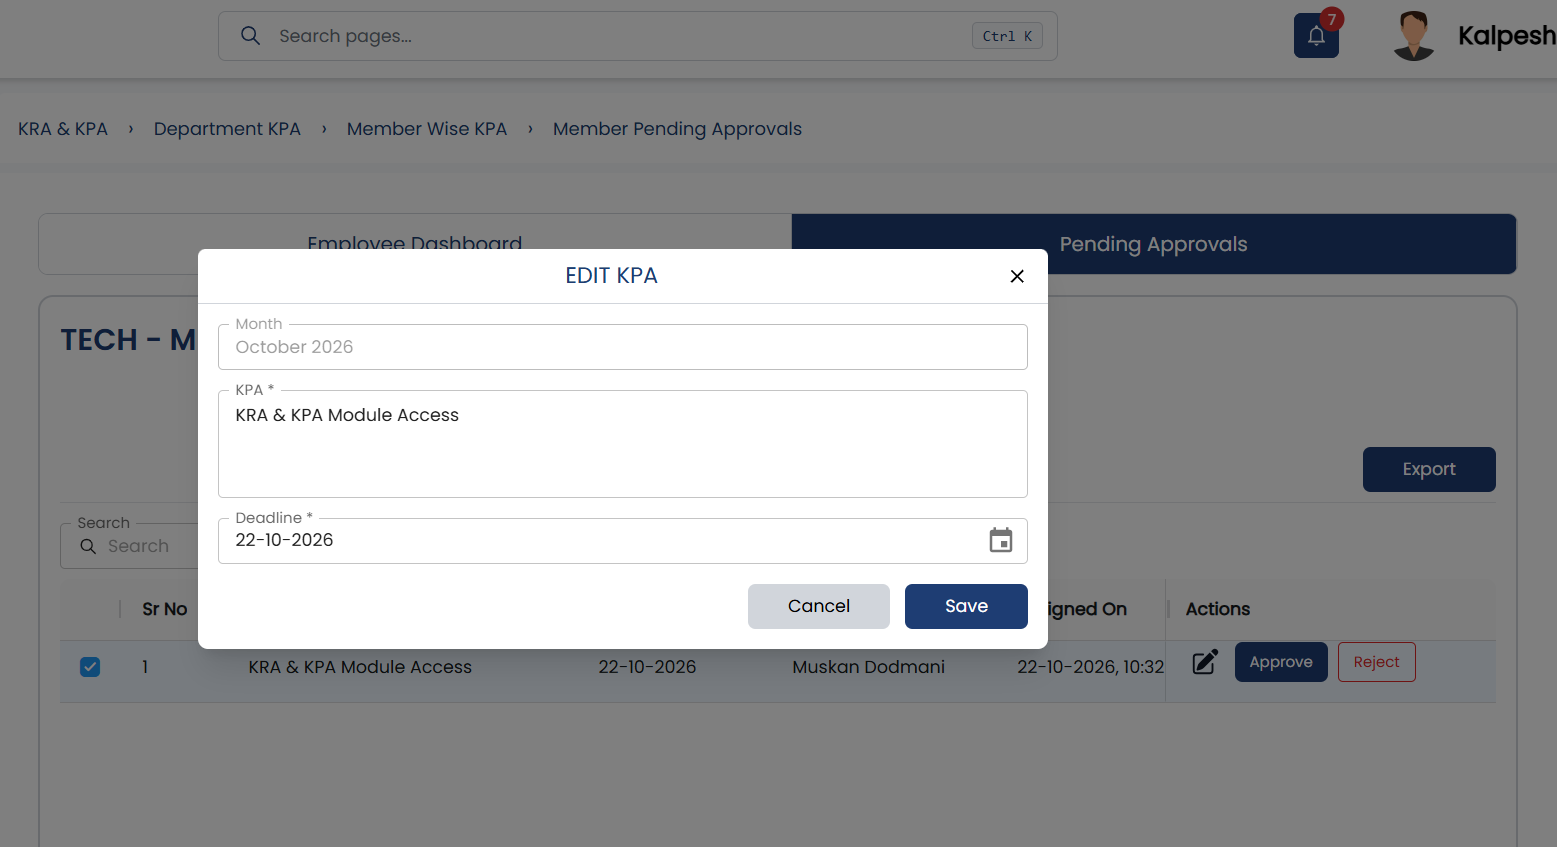 Search pages...
Ctrl K
7
Kalpesh
KRA & KPA › Department KPA › Member Wise KPA › Member Pending Approvals
Employee Dashboard
Pending Approvals
EDIT KPA
TECH - M
Month
October 2026
KPA *
KRA & KPA Module Access
Export
Deadline *
22-10-2026
Search
Search
Cancel
Save
Sr No
igned On
Actions
1
KRA & KPA Module Access
22-10-2026
Muskan Dodmani
22-10-2026, 10:32
Approve
Reject